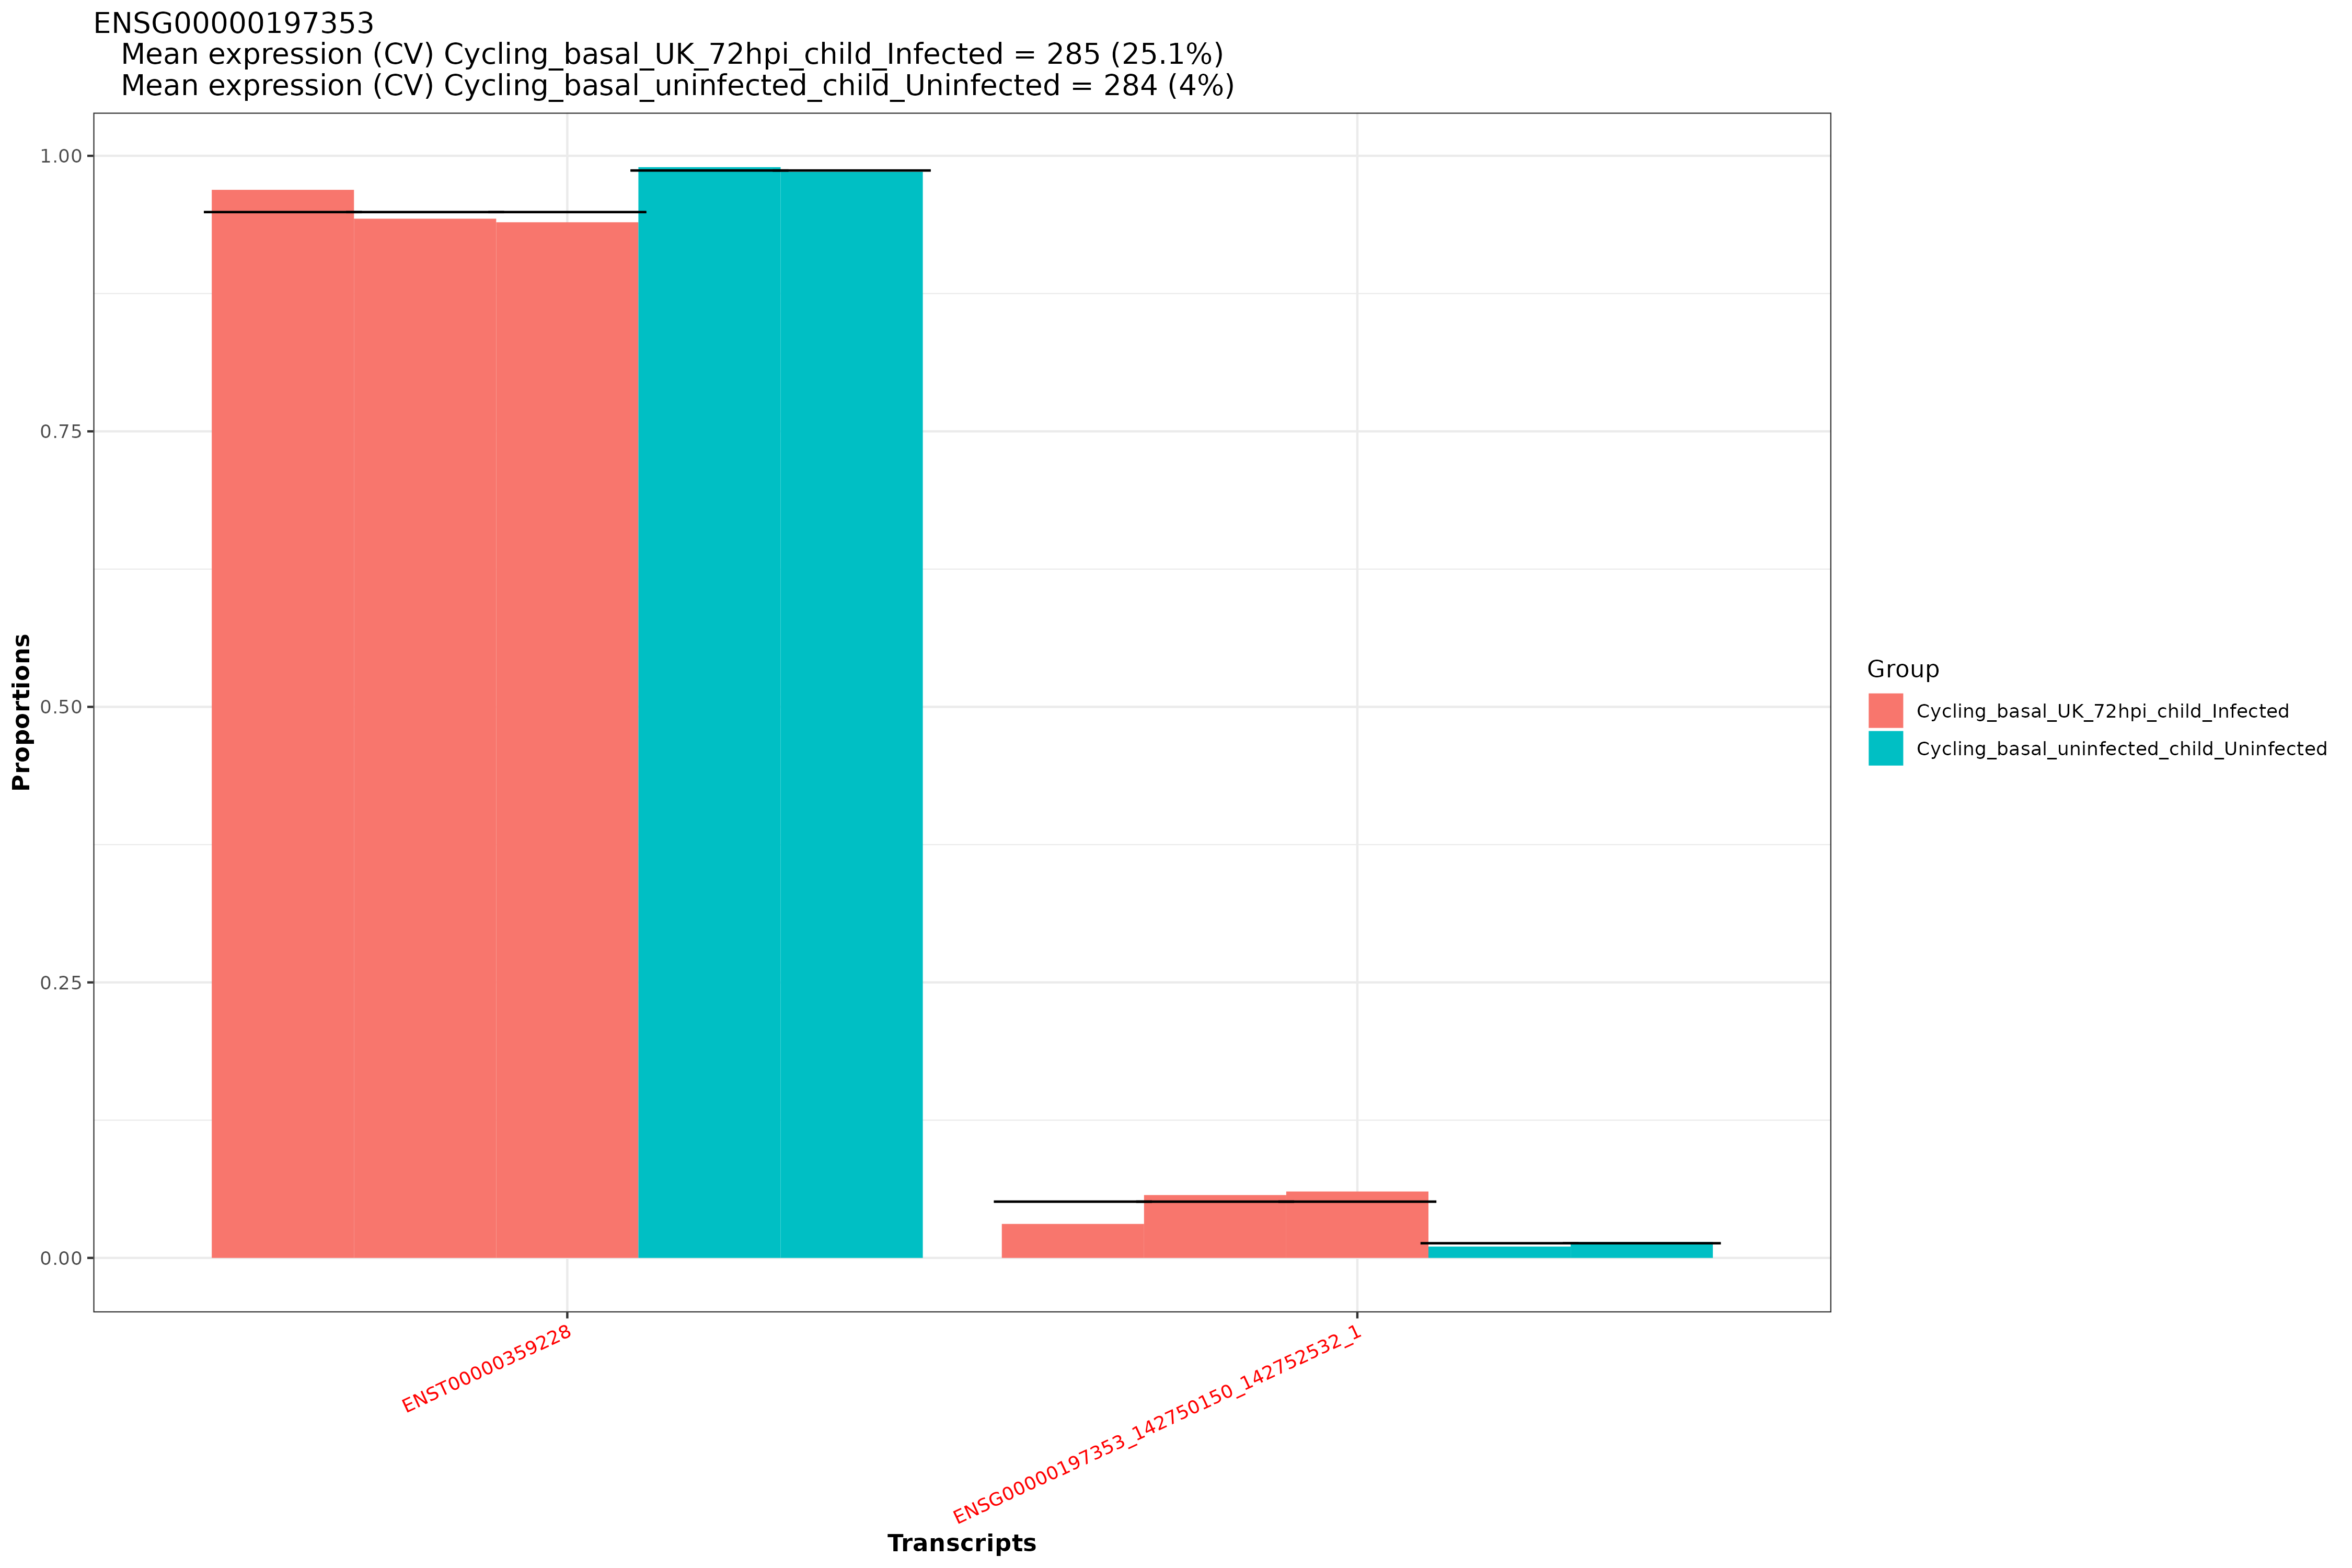 ENSG00000197353
Mean expression (CV) Cycling_basal_UK_72hpi_child_Infected = 285 (25.1%)
Mean expression (CV) Cycling_basal_uninfected_child_Uninfected = 284 (4%)
1.00
0.75
0.50
0.25
0.00
Proportions
ENST00000359228
ENSG00000197353_142750150_142752532_1
Transcripts
Group
Cycling_basal_UK_72hpi_child_Infected
Cycling_basal_uninfected_child_Uninfected